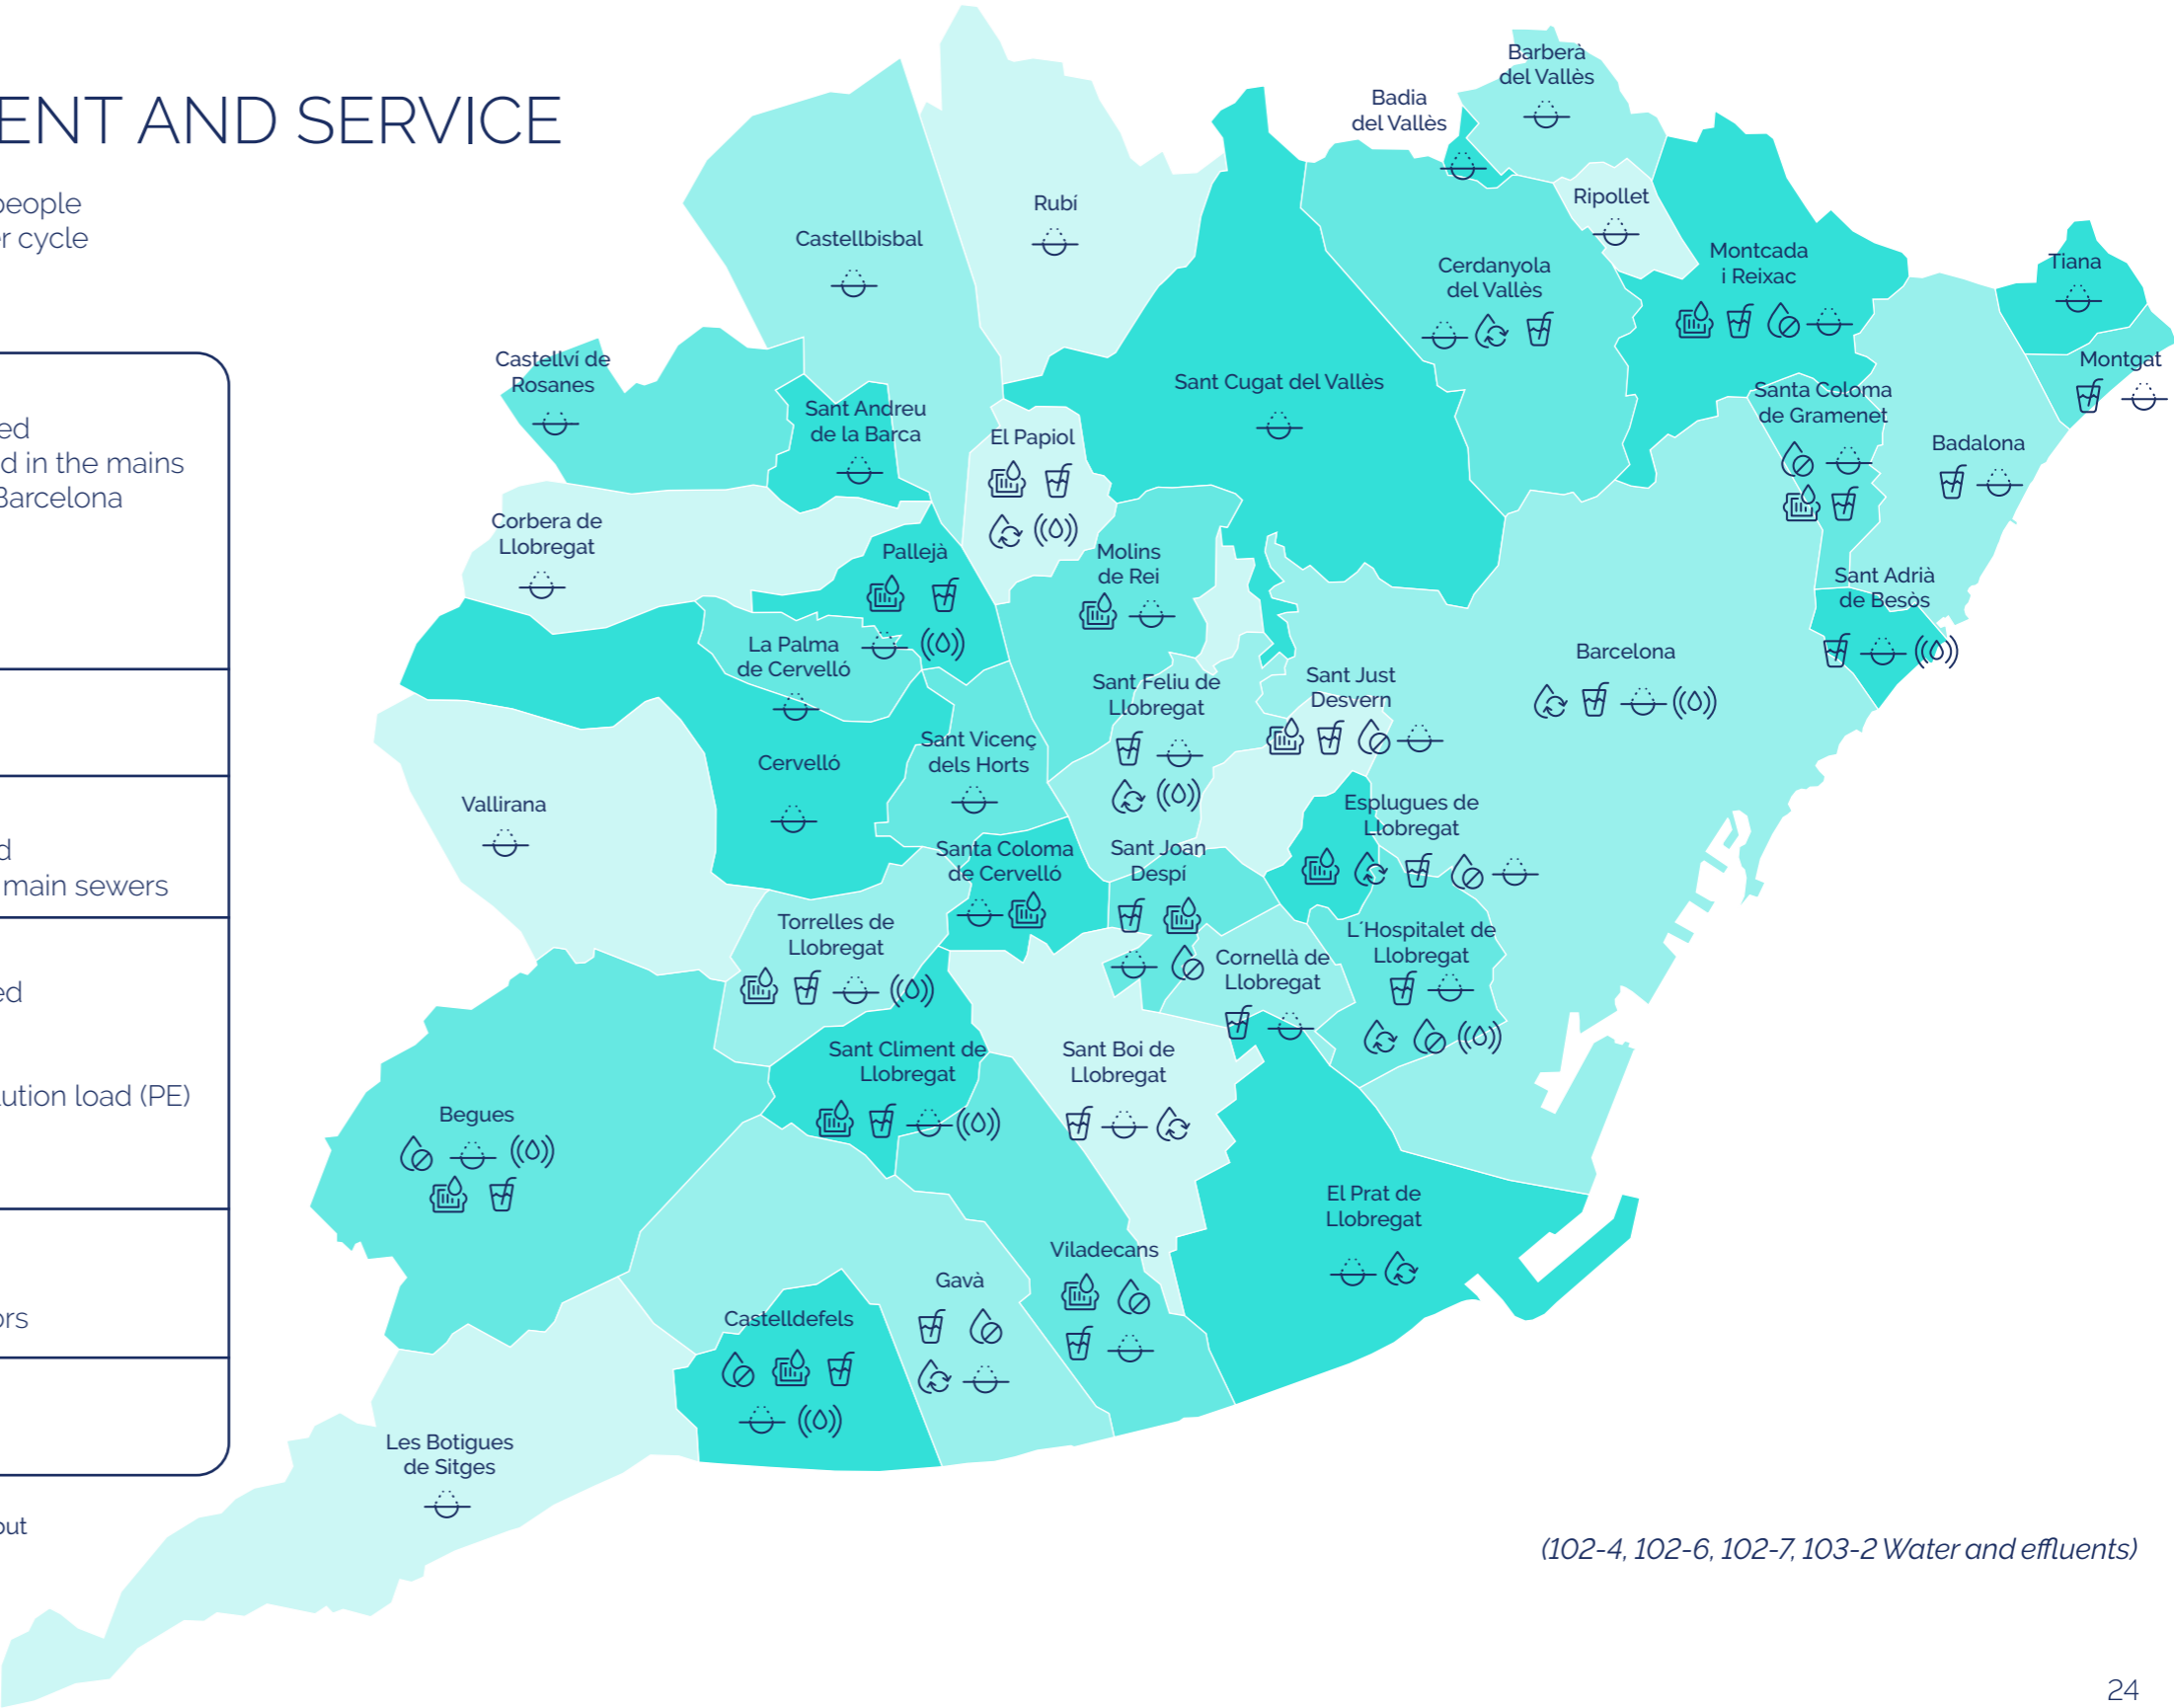 ENT AND SERVICE
people
r cycle
ed
d in the mains
Barcelona
d
main sewers
ed
ution load (PE)
ors
out
Barberà
del Vallès
Badia
del Vallès
Ripollet
Rubí
Castellbisbal
Montcada
i Reixac
Tiana
Cerdanyola
del Vallès
Montgat
Castellví de
Rosanes
Sant Cugat del Vallès
Santa Coloma
de Gramenet
Sant Andreu
de la Barca
El Papiol
Badalona
Corbera de
Llobregat
Pallejà
Molins
de Rei
Sant Adrià
de Besòs
La Palma
de Cervelló
Barcelona
Sant Feliu de
Llobregat
Sant Just
Desvern
Sant Vicenç
dels Horts
Cervelló
Vallirana
Esplugues de
Llobregat
Santa Coloma
de Cervelló
Sant Joan
Despí
Torrelles de
Llobregat
L´Hospitalet de
Llobregat
Cornellà de
Llobregat
Sant Climent de
Llobregat
Sant Boi de
Llobregat
Begues
El Prat de
Llobregat
Viladecans
Gavà
Castelldefels
Les Botigues
de Sitges
(102-4, 102-6, 102-7, 103-2 Water and effluents)
24